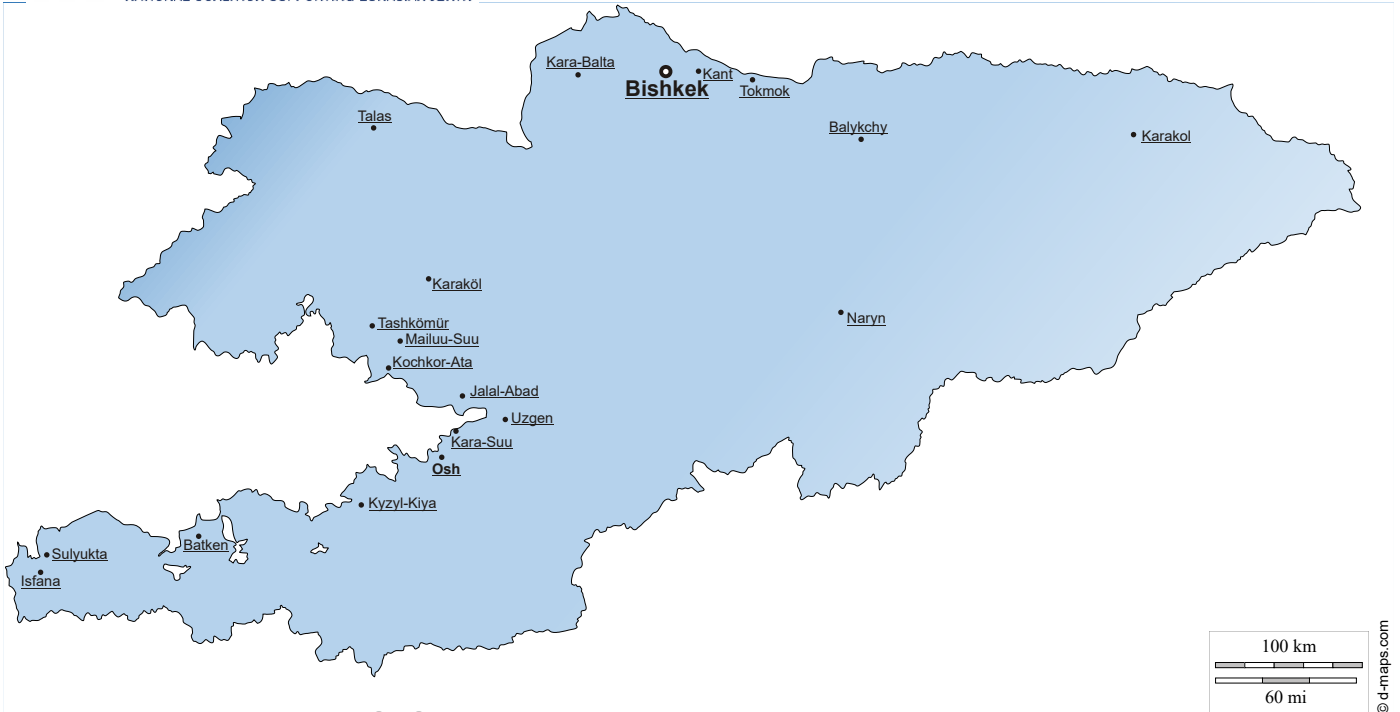 Kara-Balta
Bishkek
Kant
Tokmok
Talas
Balykchy
Karakol
Karaköl
Tashkömür
Mailuu-Suu
Kochkor-Ata
Naryn
Jalal-Abad
Uzgen
Kara-Suu
Osh
Kyzyl-Kiya
Batken
Sulyukta
Isfana
100 km
60 mi
© d-maps.com